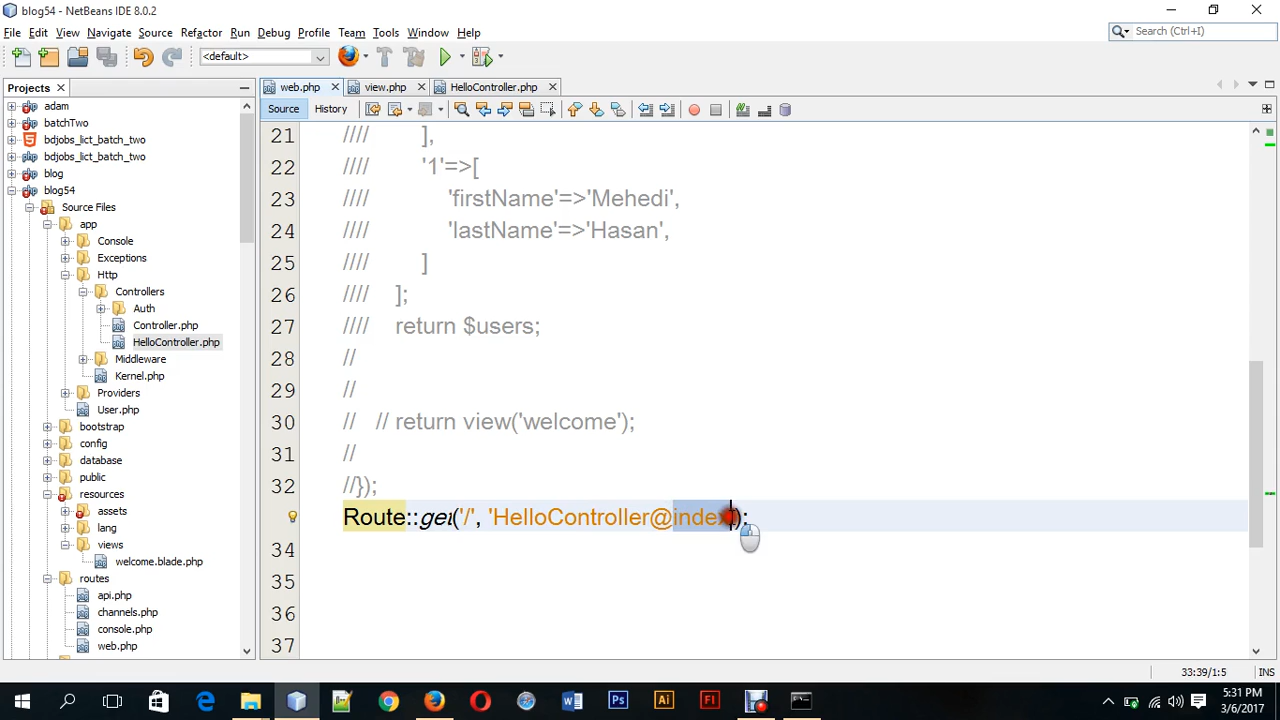 blog54 - NetBeans IDE 8.0.2
File Edit View Navigate Source Refactor Run Debug Profile Team Tools Window Help
Search (Ctrl+I)
<default>
Projects
web.php view.php HelloController.php
Source History
adam
batchTwo
bdjobs_lict_batch_two
bdjobs_lict_batch_two
blog
blog54
Source Files
app
Console
Exceptions
Http
Controllers
Auth
Controller.php
HelloController.php
Middleware
Kernel.php
Providers
User.php
bootstrap
config
database
public
resources
assets
lang
views
welcome.blade.php
routes
api.php
channels.php
console.php
web.php
21 //// ],
22 //// '1'=>[
23 //// 'firstName'=>'Mehedi',
24 //// 'lastName'=>'Hasan',
25 //// ]
26 //// ];
27 //// return $users;
28 //
29 //
30 // // return view('welcome');
31 //
32 //});
Route::get('/', 'HelloController@index');
34
35
36
37
33:39/1:5 INS
5:31 PM
3/6/2017